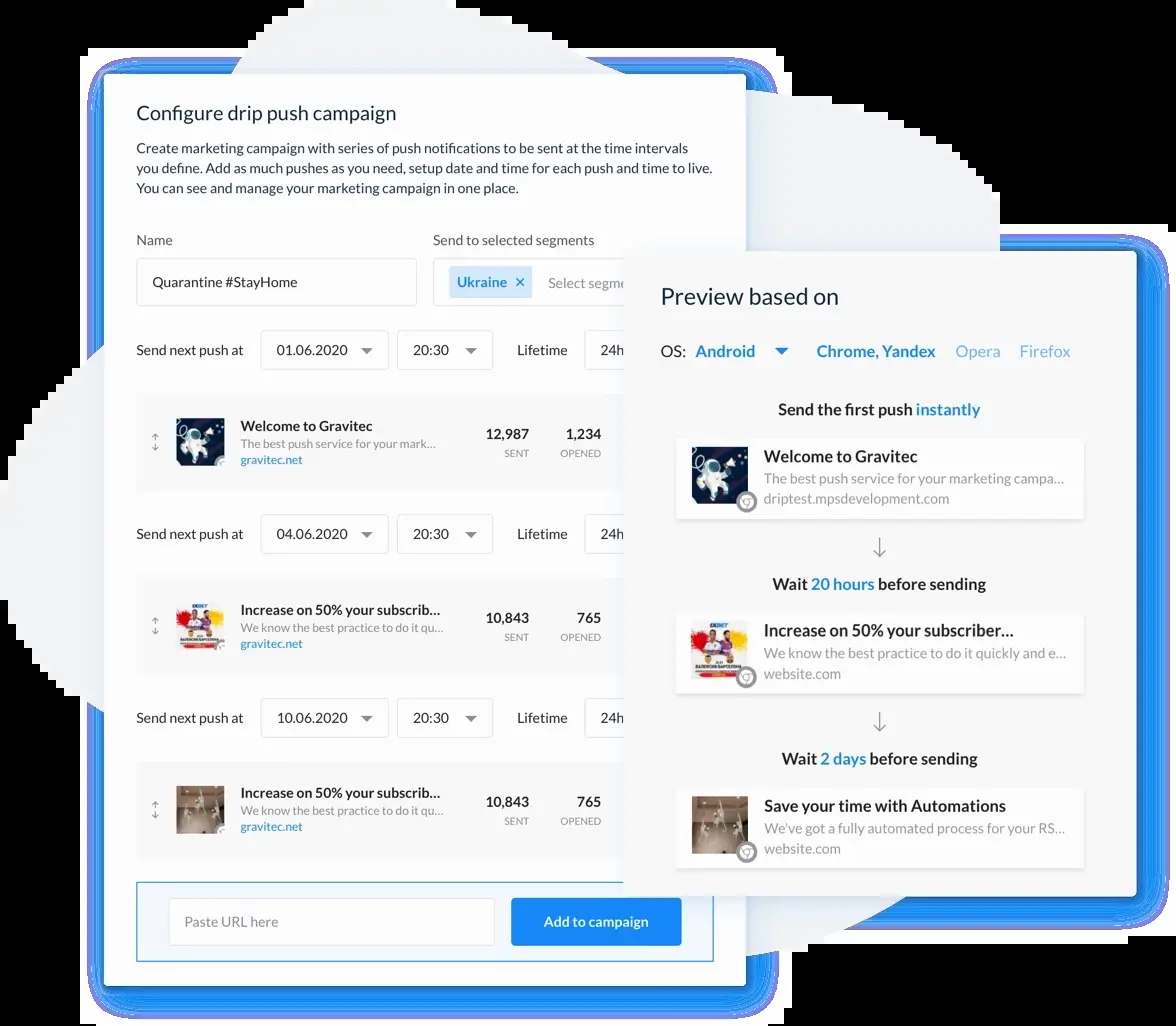 Configure drip push campaign
Create marketing campaign with series of push notifications to be sent at the time intervals
you define. Add as much pushes as you need, setup date and time for each push and time to live.
You can see and manage your marketing campaign in one place.
Name
Send to selected segments
Quarantine #StayHome
Ukraine ×
Select segme
Send next push at 01.06.2020 20:30 Lifetime 24h
Welcome to Gravitec
The best push service for your mark...
gravitec.net
12,987 1,234
SENT OPENED
Send next push at 04.06.2020 20:30 Lifetime 24h
1XBET
Increase on 50% your subscrib...
We know the best practice to do it qu...
gravitec.net
10,843 765
SENT OPENED
Send next push at 10.06.2020 20:30 Lifetime 24h
Increase on 50% your subscrib...
We know the best practice to do it qu...
gravitec.net
10,843 765
SENT OPENED
Paste URL here
Add to campaign
Preview based on
OS: Android Chrome, Yandex Opera Firefox
Send the first push instantly
Welcome to Gravitec
The best push service for your marketing campa...
driptest.mpsdevelopment.com
Wait 20 hours before sending
1XBET
ВАЛЕНСИЯ БАРСЕЛОНА
Increase on 50% your subscriber...
We know the best practice to do it quickly and e...
website.com
Wait 2 days before sending
Save your time with Automations
We've got a fully automated process for your RS...
website.com